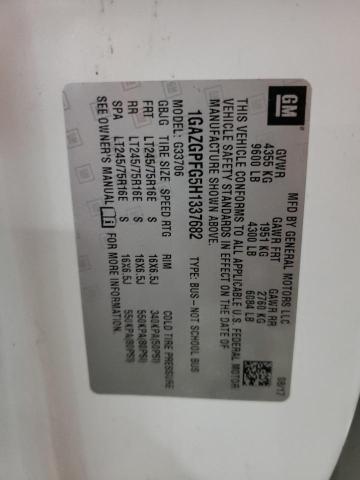 GM
MFD BY GENERAL MOTORS LLC
08/17
GVWR GAWR FRT GAWR RR
4355 KG 1951 KG 2760 KG
9600 LB 4300 LB 6084 LB
THIS VEHICLE CONFORMS TO ALL APPLICABLE U.S. FEDERAL MOTOR
VEHICLE SAFETY STANDARDS IN EFFECT ON THE DATE OF
MANUFACTURE SHOWN ABOVE.
1GAZGPFG5H1337682 TYPE: BUS-NOT SCHOOL BUS
MODEL: G33706
GBJG TIRE SIZE SPEED RTG RIM COLD TIRE PRESSURE
FRT LT245/75R16E S 16X6.5J 340KPA(50PSI)
RR LT245/75R16E S 16X6.5J 550KPA(80PSI)
SPA LT245/75R16E S 16X6.5J 550KPA(80PSI)
SEE OWNER'S MANUAL FOR MORE INFORMATION.